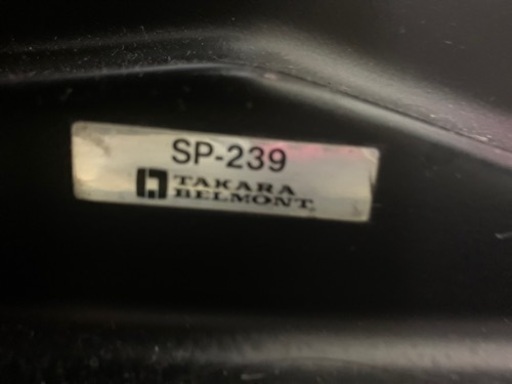 SP-239
TAKARA
BELMONT